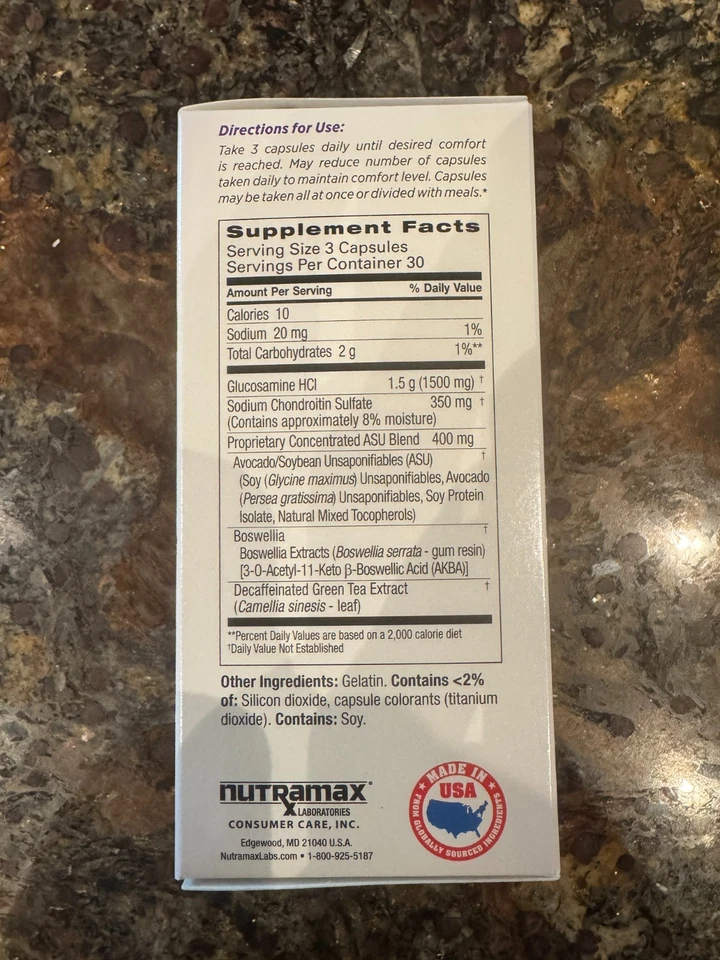 Directions for Use:
Take 3 capsules daily until desired comfort
is reached. May reduce number of capsules
taken daily to maintain comfort level. Capsules
may be taken all at once or divided with meals.*
Supplement Facts
Serving Size 3 Capsules
Servings Per Container 30
Amount Per Serving % Daily Value
Calories 10
Sodium 20 mg 1%
Total Carbohydrates 2 g 1%**
Glucosamine HCl 1.5 g (1500 mg) †
Sodium Chondroitin Sulfate 350 mg †
(Contains approximately 8% moisture)
Proprietary Concentrated ASU Blend 400 mg
Avocado/Soybean Unsaponifiables (ASU) †
(Soy (Glycine maximus) Unsaponifiables, Avocado
(Persea gratissima) Unsaponifiables, Soy Protein
Isolate, Natural Mixed Tocopherols)
Boswellia †
Boswellia Extracts (Boswellia serrata - gum resin)
[3-O-Acetyl-11-Keto β-Boswellic Acid (AKBA)]
Decaffeinated Green Tea Extract †
(Camellia sinesis - leaf)
**Percent Daily Values are based on a 2,000 calorie diet
†Daily Value Not Established
Other Ingredients: Gelatin. Contains <2%
of: Silicon dioxide, capsule colorants (titanium
dioxide). Contains: Soy.
nutramax®
LABORATORIES
CONSUMER CARE, INC.
Edgewood, MD 21040 U.S.A.
NutramaxLabs.com • 1-800-925-5187
MADE IN
USA
FROM GLOBALLY SOURCED INGREDIENTS